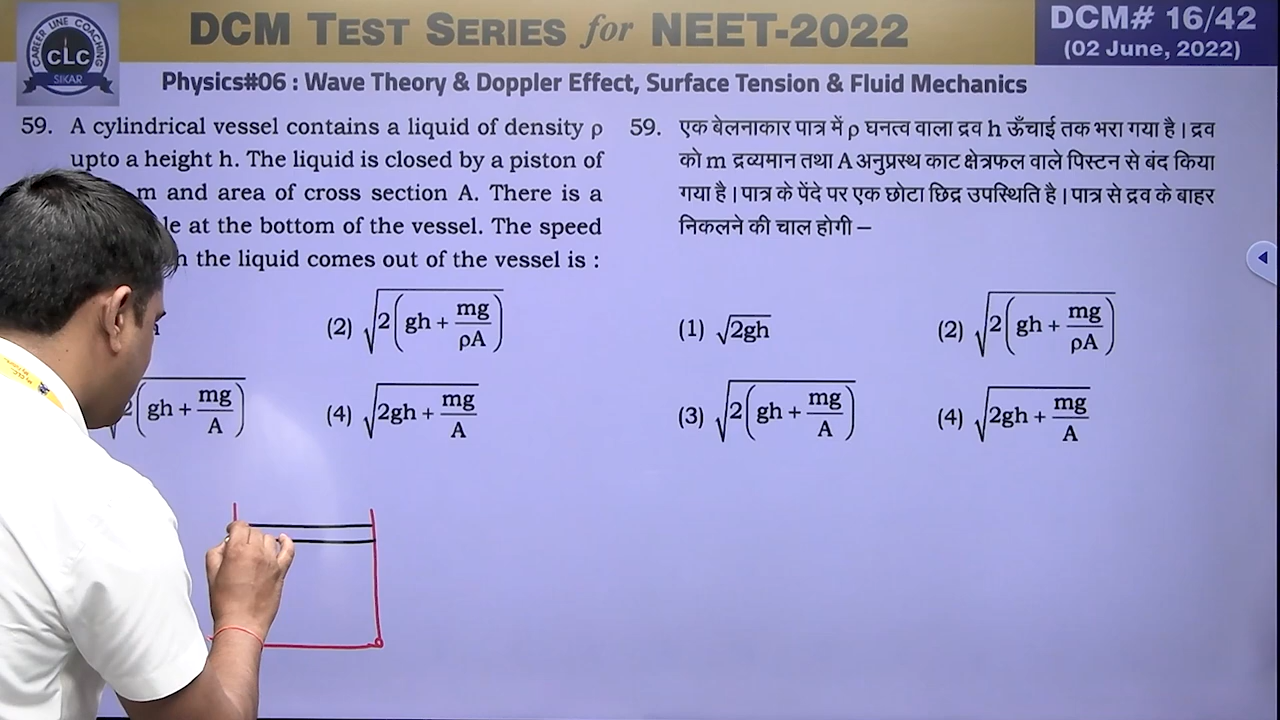 CAREER LINE COACHING
CLC
SIKAR
DCM TEST SERIES for NEET-2022
DCM# 16/42
(02 June, 2022)
Physics#06 : Wave Theory & Doppler Effect, Surface Tension & Fluid Mechanics
59. A cylindrical vessel contains a liquid of density ρ
upto a height h. The liquid is closed by a piston of
m and area of cross section A. There is a
at the bottom of the vessel. The speed
the liquid comes out of the vessel is :
(2) √(2(gh + mg/ρA))
2(gh + mg/A)
(4) √(2gh + mg/A)
59. एक बेलनाकार पात्र में ρ घनत्व वाला द्रव h ऊँचाई तक भरा गया है। द्रव
को m द्रव्यमान तथा A अनुप्रस्थ काट क्षेत्रफल वाले पिस्टन से बंद किया
गया है। पात्र के पेंदे पर एक छोटा छिद्र उपस्थिति है। पात्र से द्रव के बाहर
निकलने की चाल होगी –
(1) √2gh
(2) √(2(gh + mg/ρA))
(3) √(2(gh + mg/A))
(4) √(2gh + mg/A)